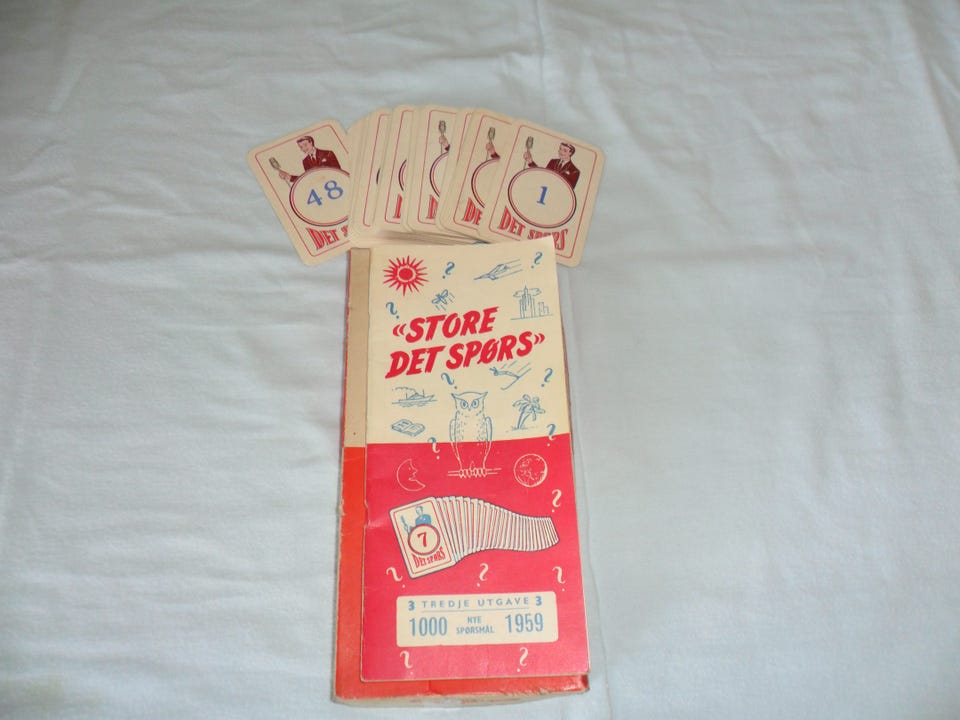 48
DET
1
DET SPØRS
«STORE
DET SPØRS»
7
DET SPØRS
3 TREDJE UTGAVE 3
1000 NYE SPØRSMÅL 1959